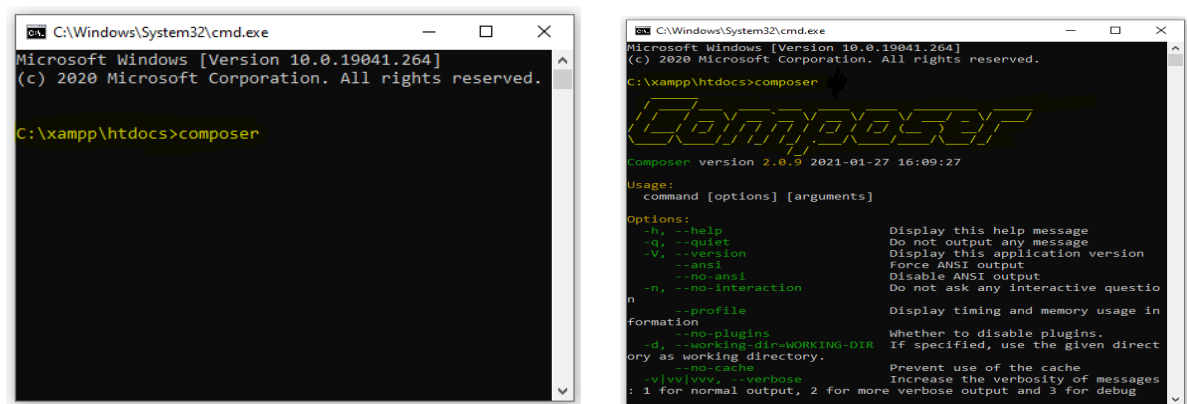 C:\Windows\System32\cmd.exe
Microsoft Windows [Version 10.0.19041.264]
(c) 2020 Microsoft Corporation. All rights reserved.
C:\xampp\htdocs>composer
C:\Windows\System32\cmd.exe
Microsoft Windows [Version 10.0.19041.264]
(c) 2020 Microsoft Corporation. All rights reserved.
C:\xampp\htdocs>composer
Composer
Composer version 2.0.9 2021-01-27 16:09:27
Usage:
command [options] [arguments]
Options:
-h, --help Display this help message
-q, --quiet Do not output any message
-V, --version Display this application version
--ansi Force ANSI output
--no-ansi Disable ANSI output
-n, --no-interaction Do not ask any interactive questio
n
--profile Display timing and memory usage in
formation
--no-plugins Whether to disable plugins.
-d, --working-dir=WORKING-DIR If specified, use the given direct
ory as working directory.
--no-cache Prevent use of the cache
-v|vv|vvv, --verbose Increase the verbosity of messages
: 1 for normal output, 2 for more verbose output and 3 for debug